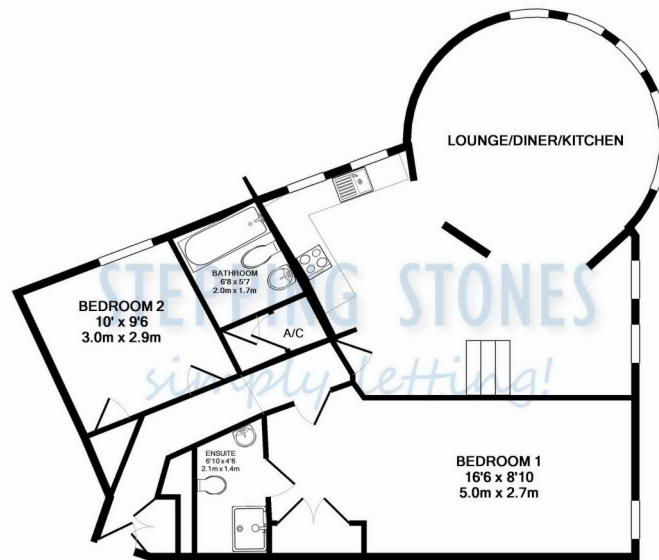 LOUNGE/DINER/KITCHEN
BATHROOM
6'8 x 5'7
2.0m x 1.7m
STEPPING STONES
BEDROOM 2
10' x 9'6
3.0m x 2.9m
A/C
simply letting!
ENSUITE
6'10 x 4'6
2.1m x 1.4m
BEDROOM 1
16'6 x 8'10
5.0m x 2.7m